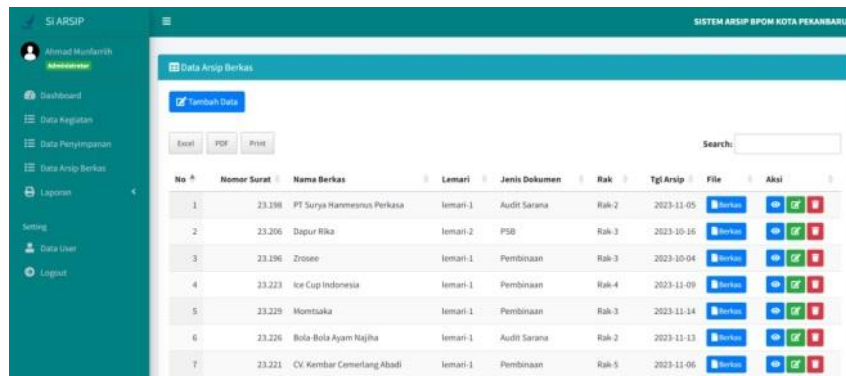 Si ARSIP
SISTEM ARSIP BPOM KOTA PEKANBARU
Ahmad Munfarrih
Administrator
Dashboard
Data Kegiatan
Data Penyimpanan
Data Arsip Berkas
Laporan
Setting
Data User
Logout
Data Arsip Berkas
Tambah Data
Excel PDF Print Search:
No Nomor Surat Nama Berkas Lemari Jenis Dokumen Rak Tgl Arsip File Aksi
1 23.198 PT Surya Hanmesnus Perkasa lemari-1 Audit Sarana Rak-2 2023-11-05 Berkas
2 23.206 Dapur Rika lemari-2 PSB Rak-3 2023-10-16 Berkas
3 23.196 Zrosee lemari-1 Pembinaan Rak-3 2023-10-04 Berkas
4 23.223 Ice Cup Indonesia lemari-1 Pembinaan Rak-4 2023-11-09 Berkas
5 23.229 Momtsaka lemari-1 Pembinaan Rak-3 2023-11-14 Berkas
6 23.226 Bola-Bola Ayam Najiha lemari-1 Audit Sarana Rak-2 2023-11-13 Berkas
7 23.221 CV. Kembar Cemerlang Abadi lemari-1 Pembinaan Rak-5 2023-11-06 Berkas